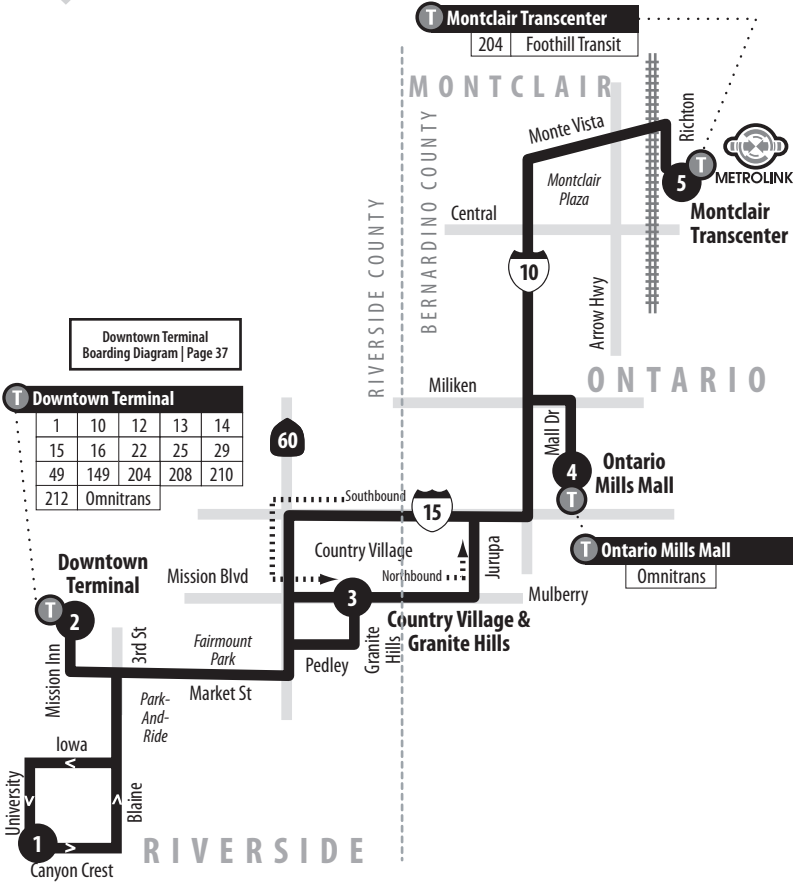 T Montclair Transcenter
204 Foothill Transit
MONTCLAIR
Monte Vista
Richton
T
METROLINK
Montclair
Plaza
5
Montclair
Transcenter
Central
RIVERSIDE COUNTY
BERNARDINO COUNTY
10
Arrow Hwy
Downtown Terminal
Boarding Diagram | Page 37
ONTARIO
Miliken
T Downtown Terminal
1 10 12 13 14
15 16 22 25 29
49 149 204 208 210
212 Omnitrans
60
Mall Dr
4
Ontario
Mills Mall
T
Southbound
15
Country Village
Northbound
Jurupa
T Ontario Mills Mall
Omnitrans
Downtown
Terminal
Mission Blvd
3
Mulberry
T
2
Country Village &
Granite Hills
Mission Inn
3rd St
Fairmount
Park
Pedley
Granite
Hills
Market St
Park-
And-
Ride
Iowa
University
Blaine
1
Canyon Crest
RIVERSIDE